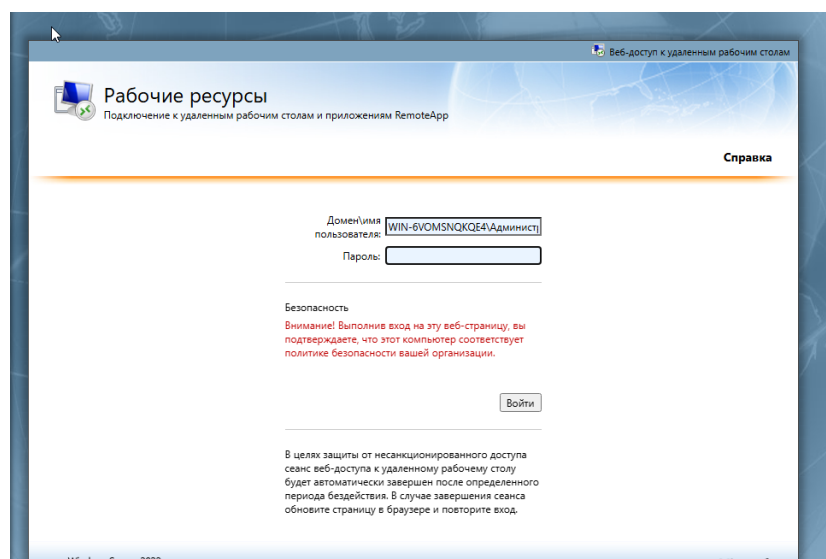 Веб-доступ к удаленным рабочим столам
Рабочие ресурсы
Подключение к удаленным рабочим столам и приложениям RemoteApp
Справка
Домен\имя
пользователя:
WIN-6VOMSNQKQE4\Админист
Пароль:
Безопасность
Внимание! Выполнив вход на эту веб-страницу, вы
подтверждаете, что этот компьютер соответствует
политике безопасности вашей организации.
Войти
В целях защиты от несанкционированного доступа
сеанс веб-доступа к удаленному рабочему столу
будет автоматически завершен после определенного
периода бездействия. В случае завершения сеанса
обновите страницу в браузере и повторите вход.